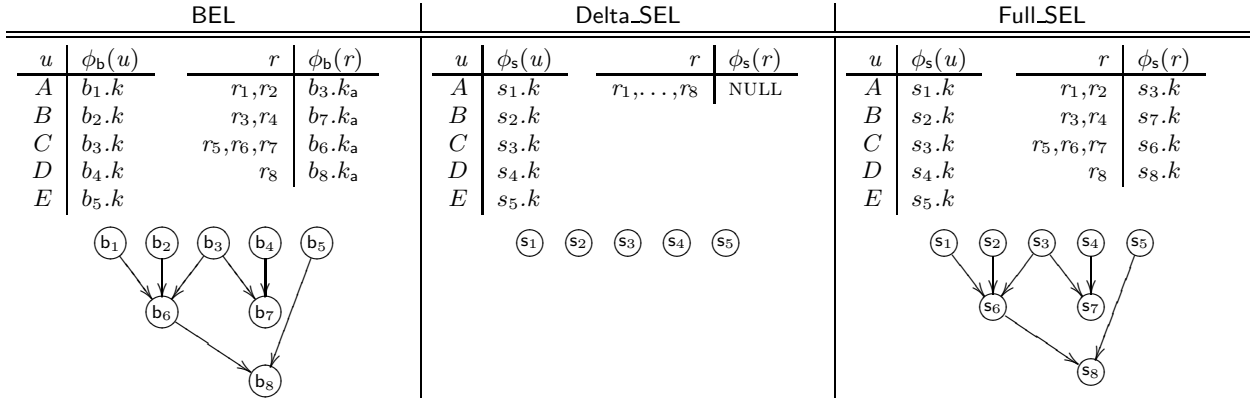 BEL Delta_SEL Full_SEL
u ϕb(u) r ϕb(r) u ϕs(u) r ϕs(r) u ϕs(u) r ϕs(r)
A b1.k r1,r2 b3.ka A s1.k r1,...,r8 NULL A s1.k r1,r2 s3.k
B b2.k r3,r4 b7.ka B s2.k B s2.k r3,r4 s7.k
C b3.k r5,r6,r7 b6.ka C s3.k C s3.k r5,r6,r7 s6.k
D b4.k r8 b8.ka D s4.k D s4.k r8 s8.k
E b5.k E s5.k E s5.k
b1 b2 b3 b4 b5 s1 s2 s3 s4 s5 s1 s2 s3 s4 s5
b6 b7 s6 s7
b8 s8